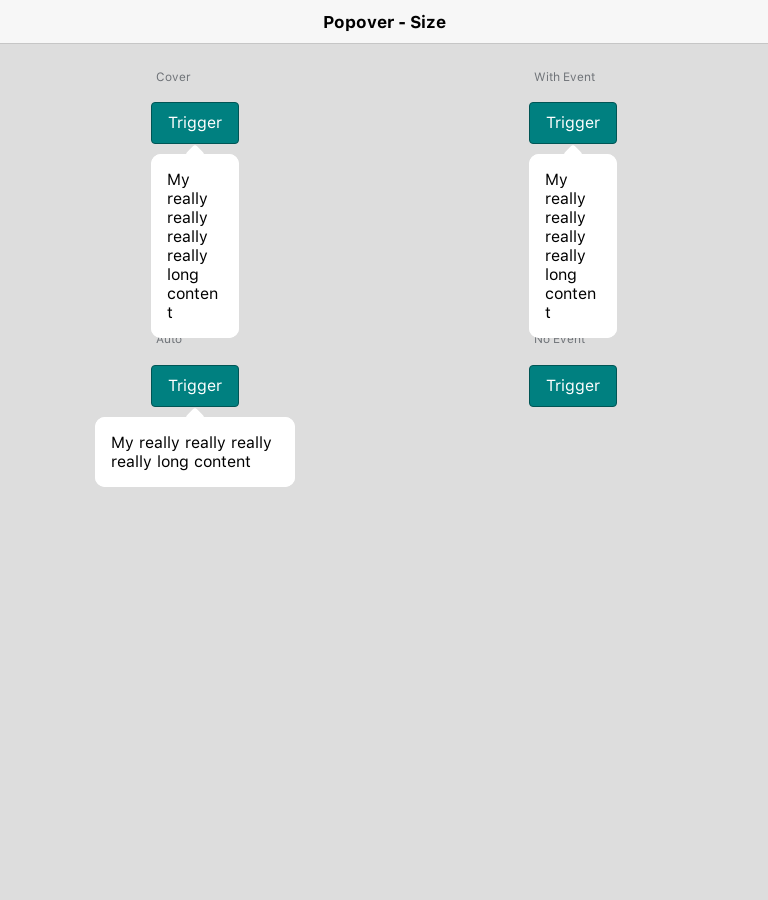 Popover - Size
Cover
Trigger
My
really
really
really
really
long
conten
t
With Event
Trigger
My
really
really
really
really
long
conten
t
Auto
Trigger
My really really really
really long content
No Event
Trigger